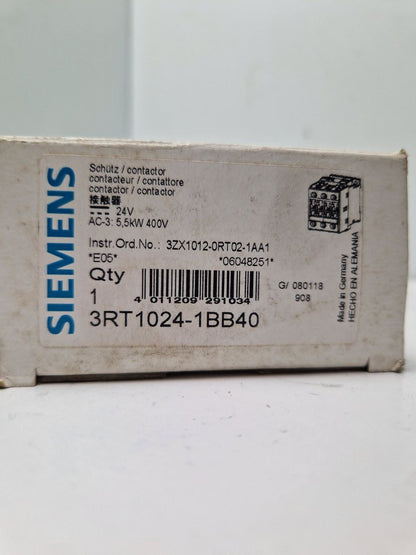 SIEMENS
Schütz / contactor
contacteur / contattore
contactor / contactor
接触器
24V
AC-3: 5,5kW 400V
Instr.Ord.No.: 3ZX1012-0RT02-1AA1
*E05* *06048251*
Qty
1
4 011209 291034
G/ 080118
908
3RT1024-1BB40
Made in Germany
HECHO EN ALEMANIA